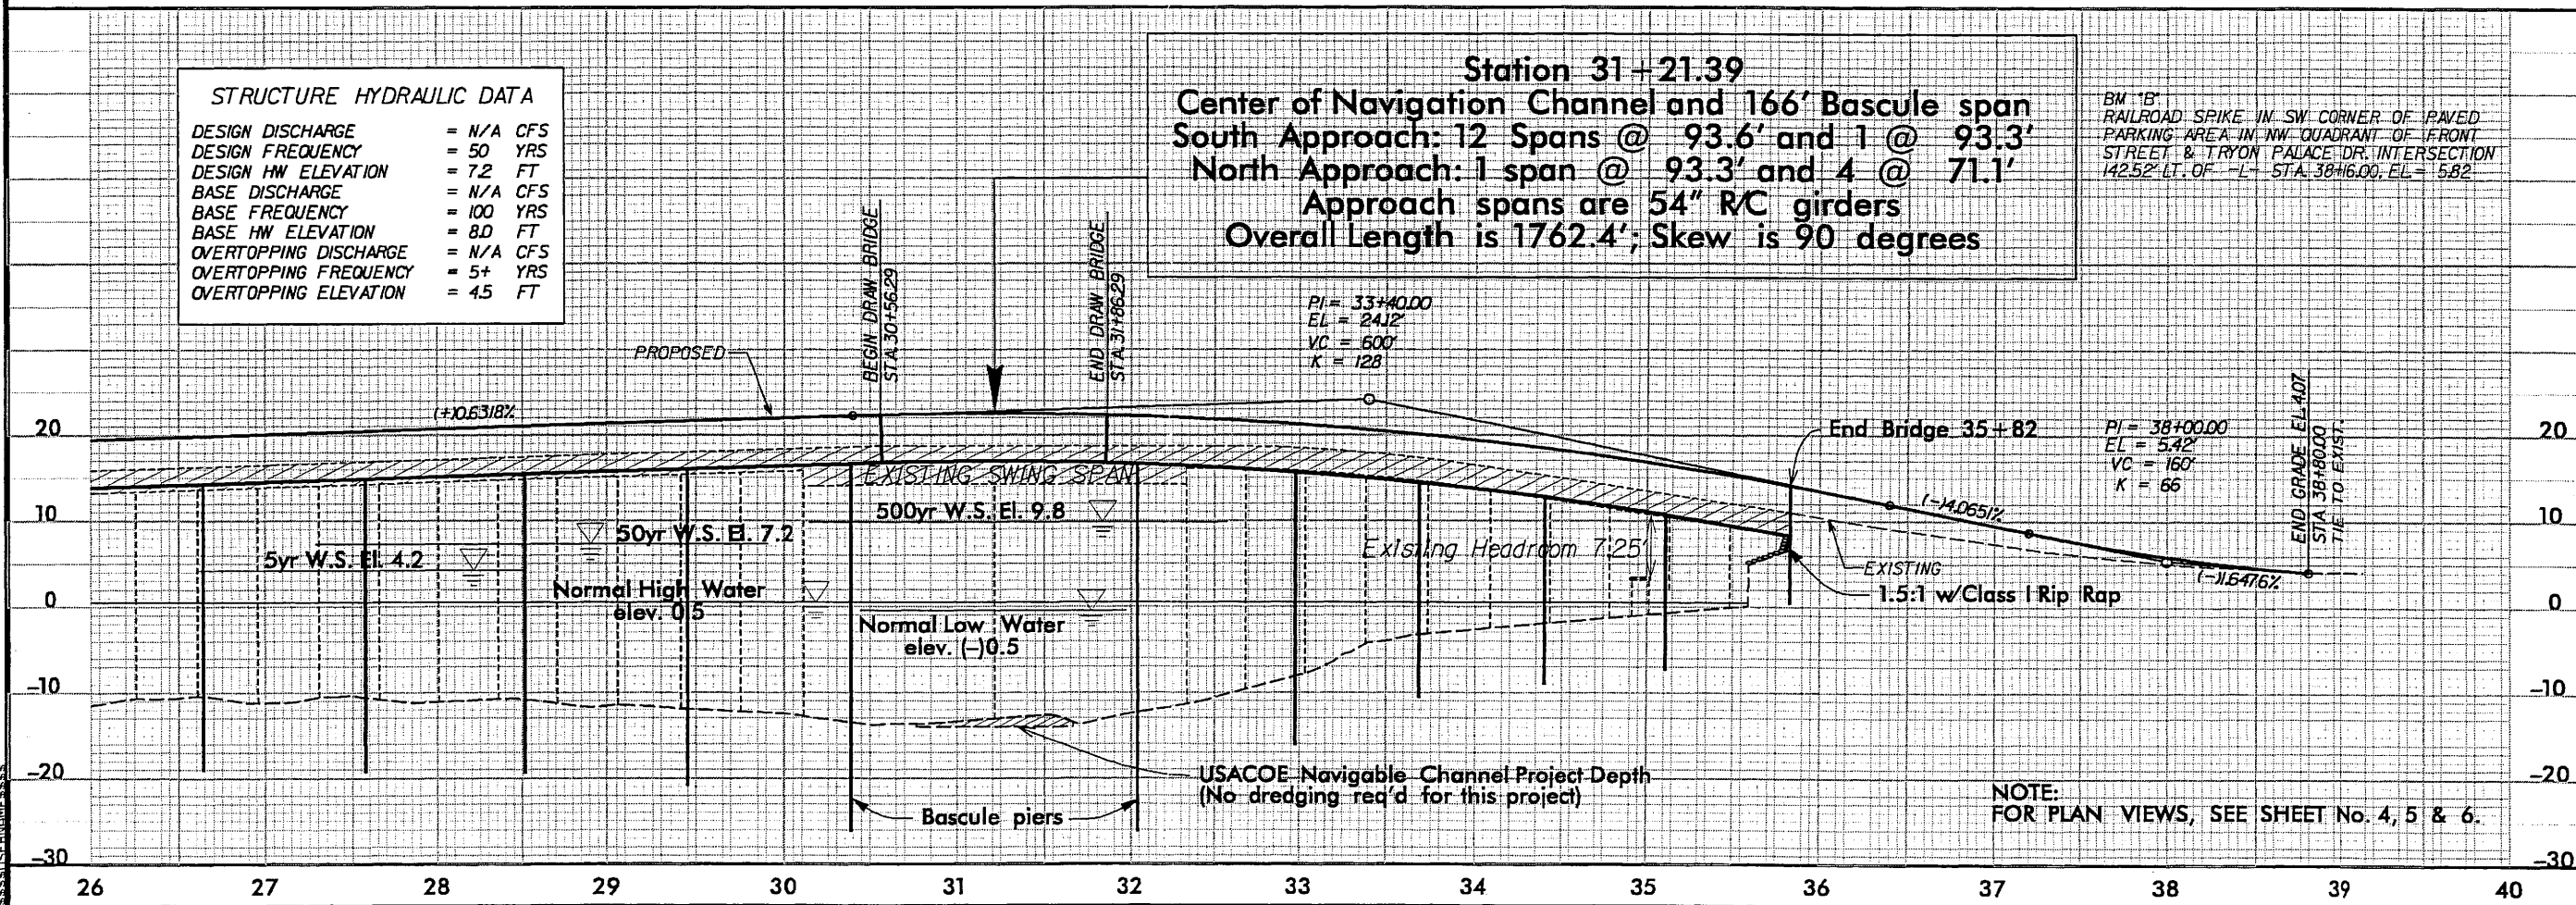 STRUCTURE HYDRAULIC DATA
DESIGN DISCHARGE = N/A CFS
DESIGN FREQUENCY = 50 YRS
DESIGN HW ELEVATION = 7.2 FT
BASE DISCHARGE = N/A CFS
BASE FREQUENCY = 100 YRS
BASE HW ELEVATION = 8.0 FT
OVERTOPPING DISCHARGE = N/A CFS
OVERTOPPING FREQUENCY = 5+ YRS
OVERTOPPING ELEVATION = 4.5 FT
Station 31+21.39
Center of Navigation Channel and 166' Bascule span
South Approach: 12 Spans @ 93.6' and 1 @ 93.3'
North Approach: 1 span @ 93.3' and 4 @ 71.1'
Approach spans are 54" R/C girders
Overall Length is 1762.4'; Skew is 90 degrees
BM "B"
RAILROAD SPIKE IN SW CORNER OF PAVED
PARKING AREA IN NW QUADRANT OF FRONT
STREET & TRYON PALACE DR. INTERSECTION
142.52' LT. OF -L- STA. 38+16.00, EL = 5.82
BEGIN DRAW BRIDGE
STA. 30+56.29
END DRAW BRIDGE
STA. 31+86.29
PI = 33+40.00
EL = 24.12'
VC = 600'
K = 128
PROPOSED
(+)0.6318%
End Bridge 35+82
PI = 38+00.00
EL = 5.42'
VC = 160'
K = 66
END GRADE EL. 4.07
STA 38+80.00
TIE TO EXIST.
20
20
EXISTING SWING SPAN
500yr W.S. El. 9.8
50yr W.S. El. 7.2
5yr W.S. El. 4.2
10
10
(-)4.0651%
Existing Headroom 7.25'
EXISTING
(-)1.6476%
1.5:1 w/Class I Rip Rap
Normal High Water
elev. 0.5
0
0
Normal Low Water
elev. (-)0.5
-10
-10
USACOE Navigable Channel Project Depth
(No dredging req'd for this project)
-20
-20
Bascule piers
NOTE:
FOR PLAN VIEWS, SEE SHEET No. 4, 5 & 6.
-30
-30
26 27 28 29 30 31 32 33 34 35 36 37 38 39 40